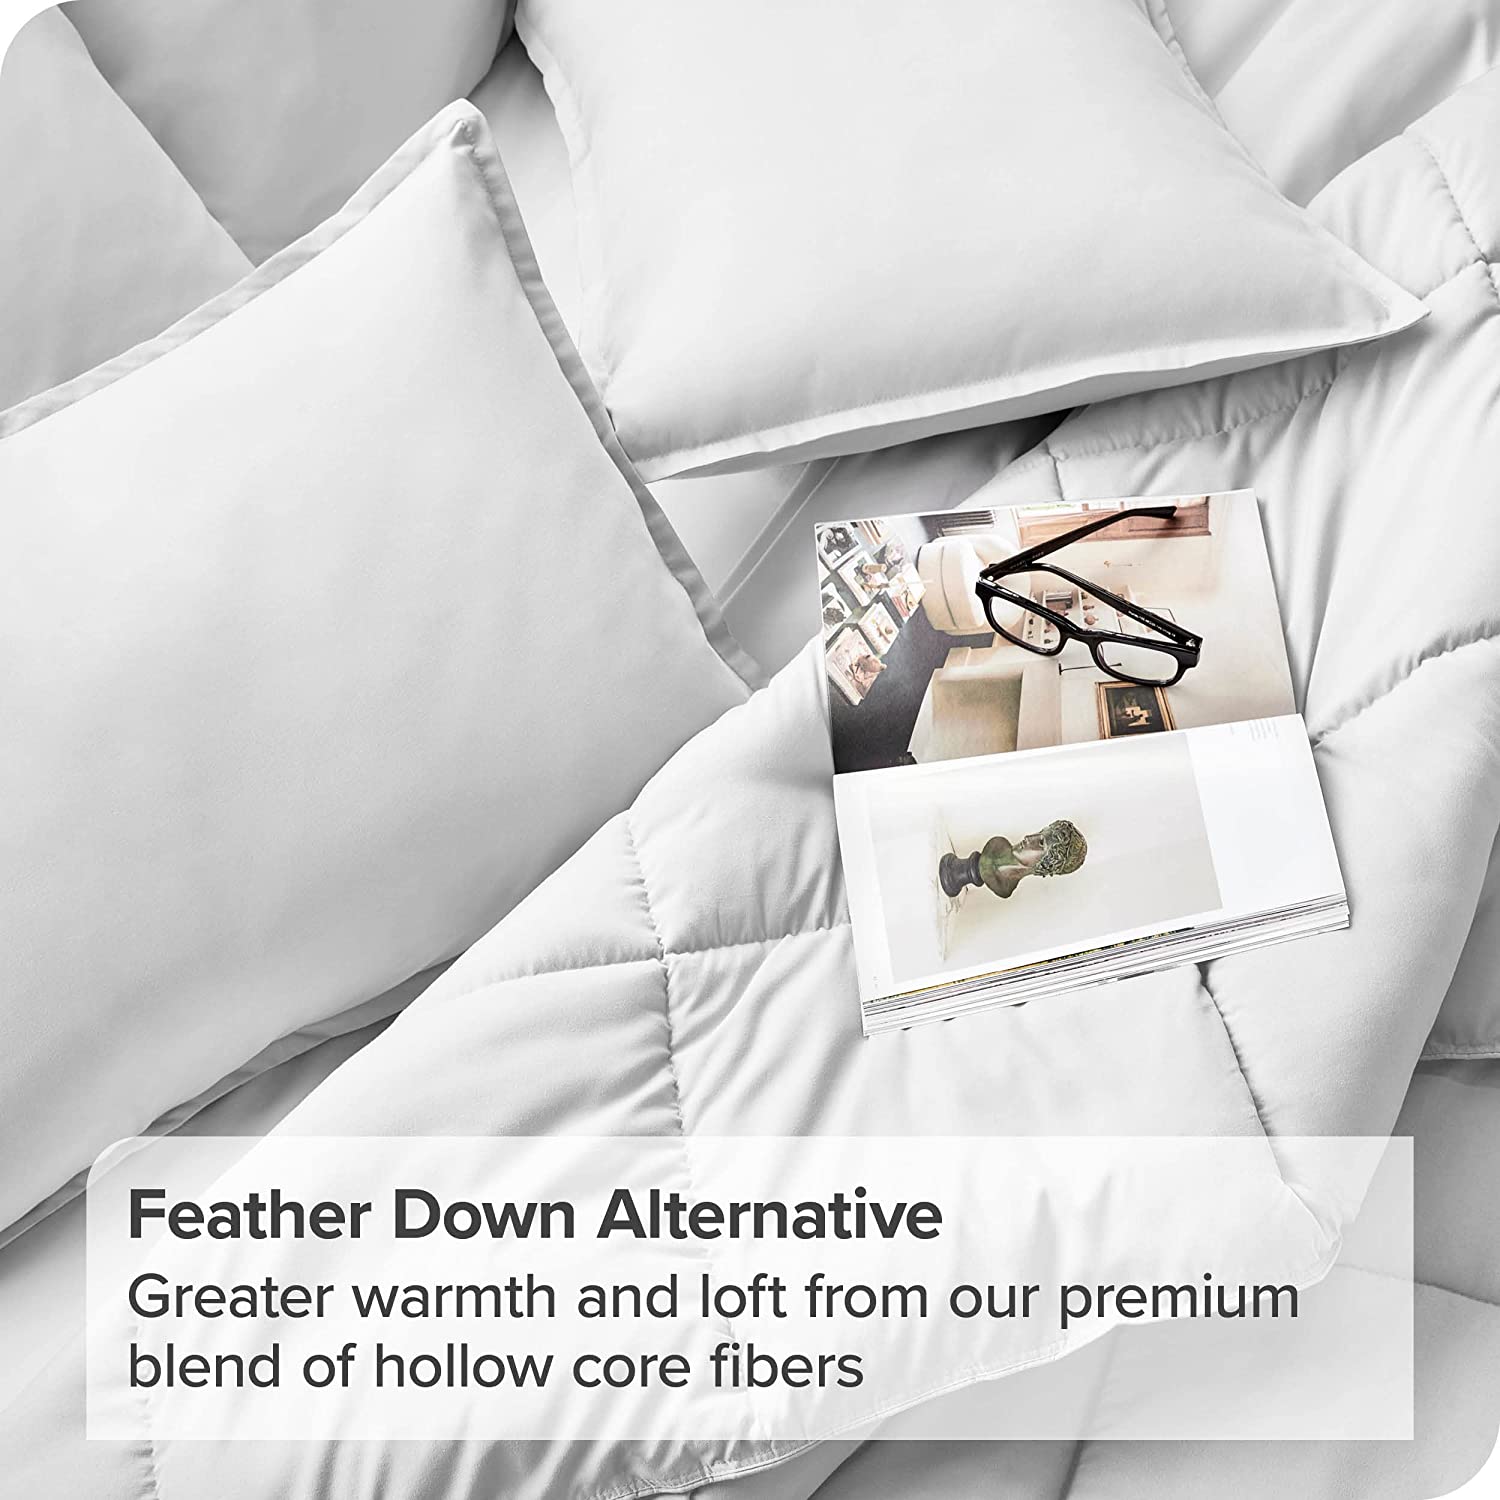 Feather Down Alternative
Greater warmth and loft from our premium
blend of hollow core fibers